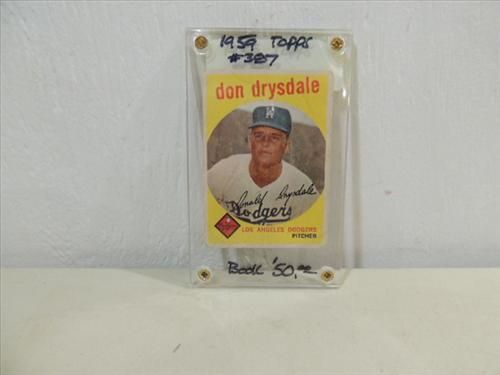 1959 TOPPS
#387
don drysdale
Donald Drysdale
Dodgers
LOS ANGELES DODGERS
PITCHER
Book $50.00